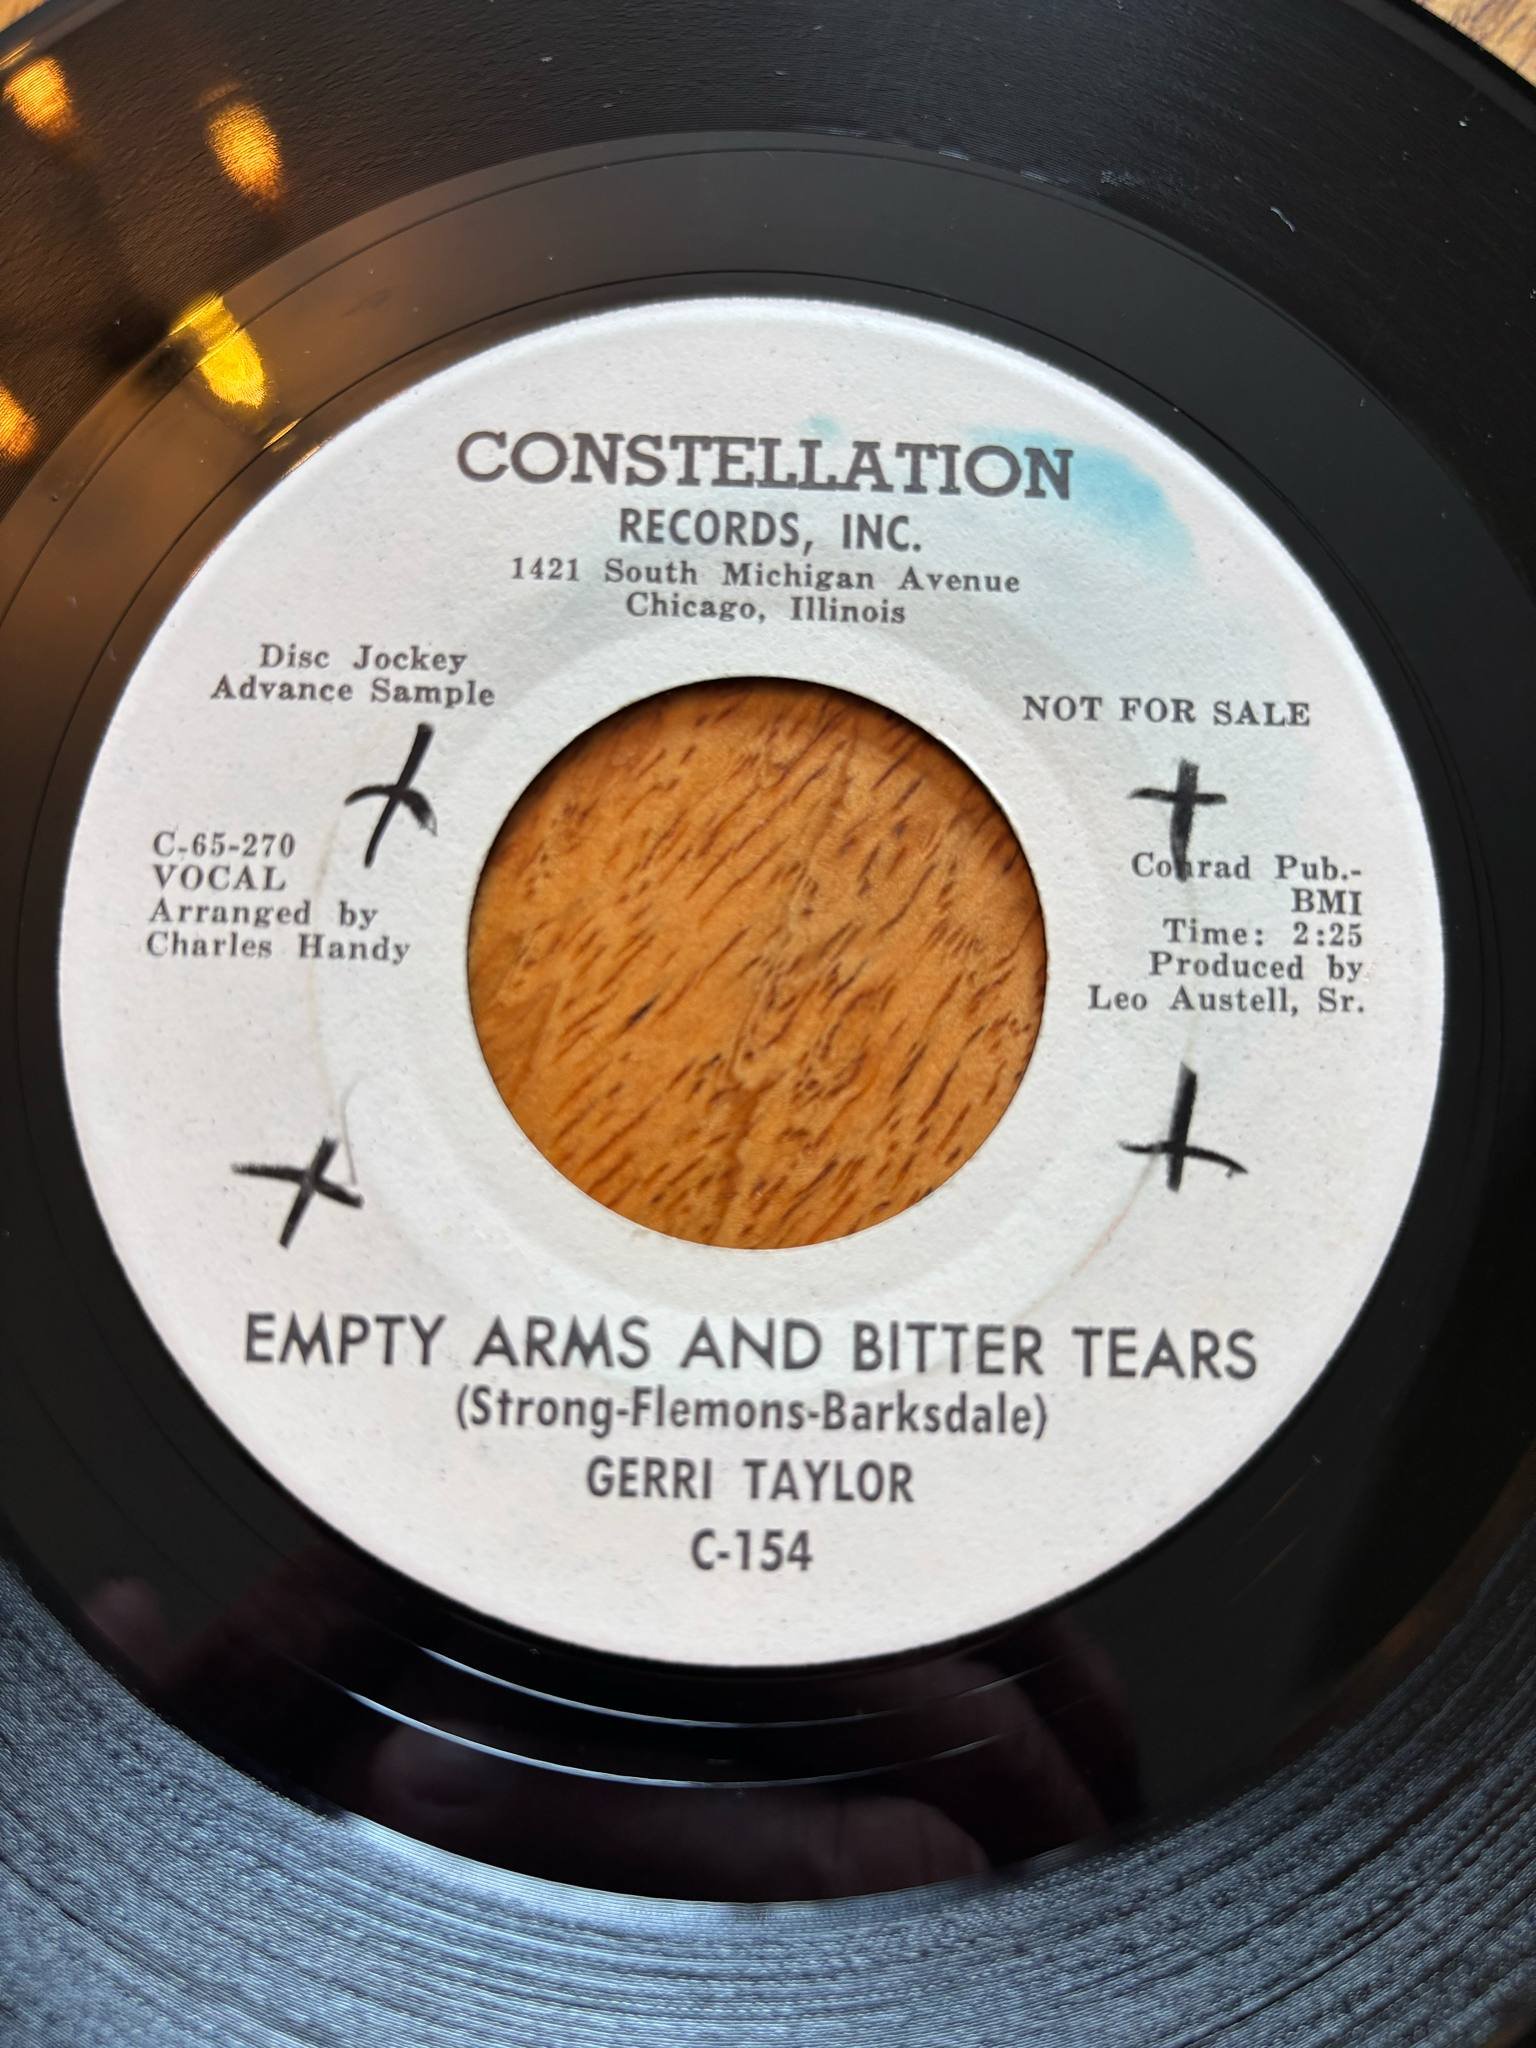 CONSTELLATION
RECORDS, INC.
1421 South Michigan Avenue
Chicago, Illinois
Disc Jockey
Advance Sample
NOT FOR SALE
C-65-270
VOCAL
Arranged by
Charles Handy
Conrad Pub.-
BMI
Time: 2:25
Produced by
Leo Austell, Sr.
EMPTY ARMS AND BITTER TEARS
(Strong-Flemons-Barksdale)
GERRI TAYLOR
C-154